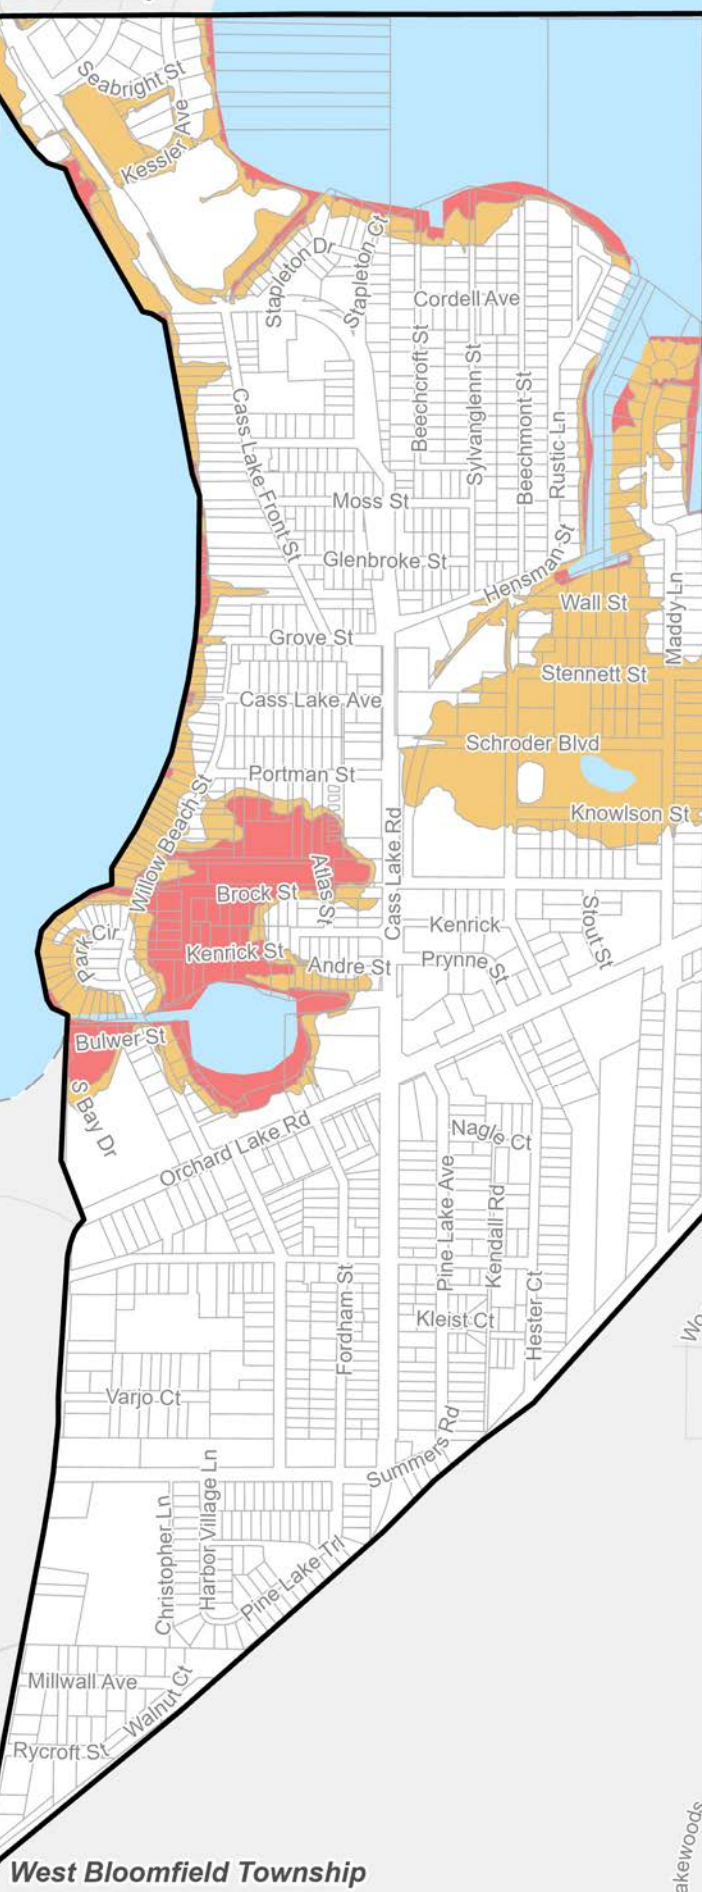 Seabright St
Kessler Ave
Stapleton Dr
Stapleton Ct
Cordell Ave
Beechcroft St
Sylvanglenn St
Beechmont St
Rustic Ln
Cass Lake Front St
Moss St
Glenbroke St
Hensman St
Wall St
Maddy Ln
Grove St
Stennett St
Cass Lake Ave
Schroder Blvd
Portman St
Willow Beach St
Knowlson St
Cass Lake Rd
Atlas St
Brock St
Park Cir
Kenrick
Stout St
Kenrick St
Andre St
Prynne St
Bulwer St
S Bay Dr
Orchard Lake Rd
Nagle Ct
Pine Lake Ave
Kendall Rd
Fordham St
Kleist Ct
Hester Ct
Wo
Varjo Ct
Summers Rd
Christopher Ln
Harbor Village Ln
Pine Lake Trl
Millwall Ave
Walnut Ct
Rycroft St
akewoods
West Bloomfield Township